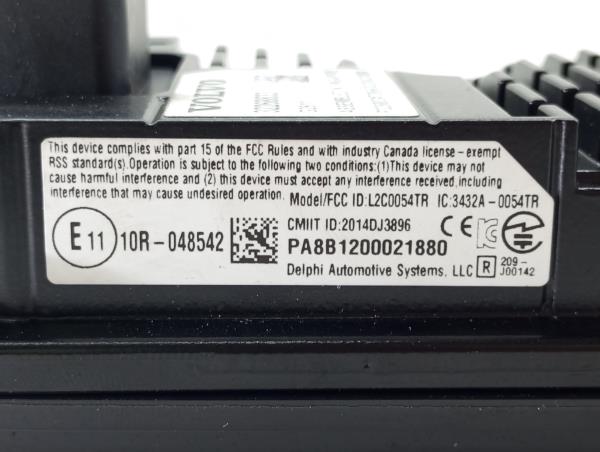 VOLVO
This device complies with part 15 of the FCC Rules and with industry Canada license - exempt
RSS standard(s).Operation is subject to the following two conditions:(1)This device may not
cause harmful interference and (2) this device must accept any interference received,including
interference that may cause undesired operation. Model/FCC ID:L2C0054TR IC:3432A - 0054TR
E11 10R-048542
CMIIT ID:2014DJ3896
PA8B1200021880
Delphi Automotive Systems, LLC
R 209-
J00142
CE